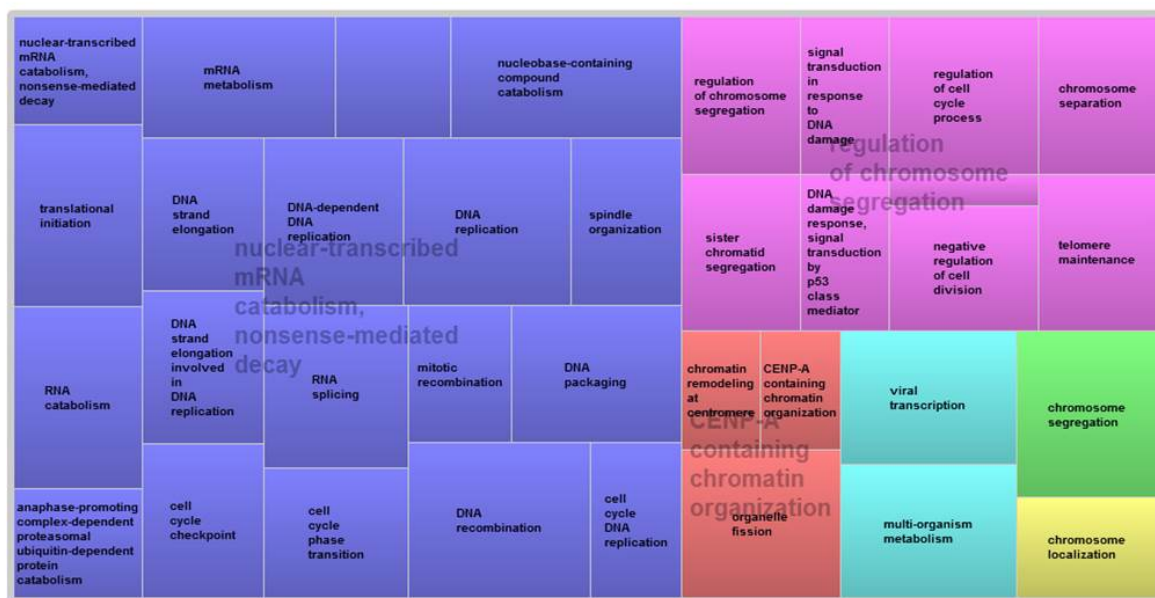 nuclear-transcribed
mRNA
catabolism,
nonsense-mediated
decay
mRNA
metabolism
nucleobase-containing
compound
catabolism
translational
initiation
DNA
strand
elongation
DNA-dependent
DNA
replication
DNA
replication
spindle
organization
nuclear-transcribed
mRNA
catabolism,
nonsense-mediated
decay
RNA
catabolism
DNA
strand
elongation
involved
in
DNA
replication
RNA
splicing
mitotic
recombination
DNA
packaging
anaphase-promoting
complex-dependent
proteasomal
ubiquitin-dependent
protein
catabolism
cell
cycle
checkpoint
cell
cycle
phase
transition
DNA
recombination
cell
cycle
DNA
replication
regulation
of chromosome
segregation
signal
transduction
in
response
to
DNA
damage
regulation
of cell
cycle
process
chromosome
separation
regulation
of chromosome
segregation
sister
chromatid
segregation
DNA
damage
response,
signal
transduction
by
p53
class
mediator
negative
regulation
of cell
division
telomere
maintenance
chromatin
remodeling
at
centromere
CENP-A
containing
chromatin
organization
CENP-A
containing
chromatin
organization
organelle
fission
viral
transcription
multi-organism
metabolism
chromosome
segregation
chromosome
localization